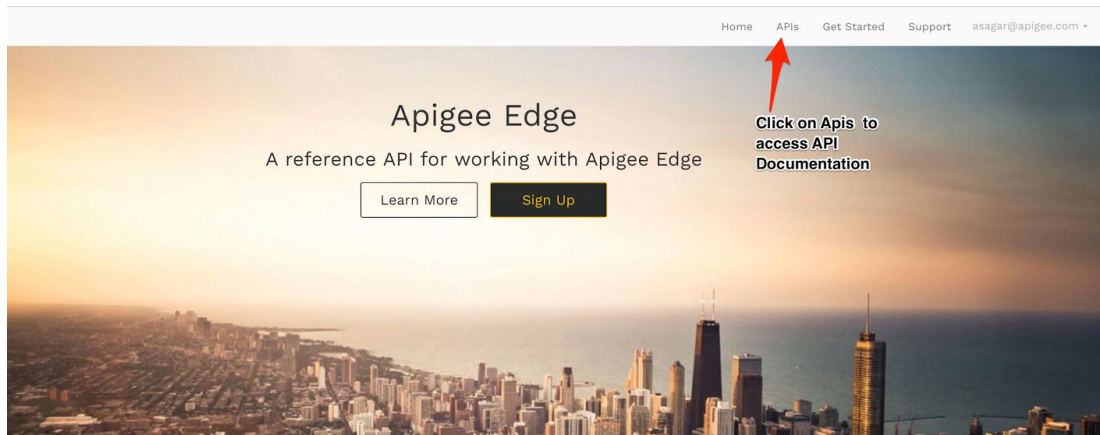 Home APIs Get Started Support asagar@apigee.com
Apigee Edge
A reference API for working with Apigee Edge
Learn More Sign Up
Click on Apis to
access API
Documentation